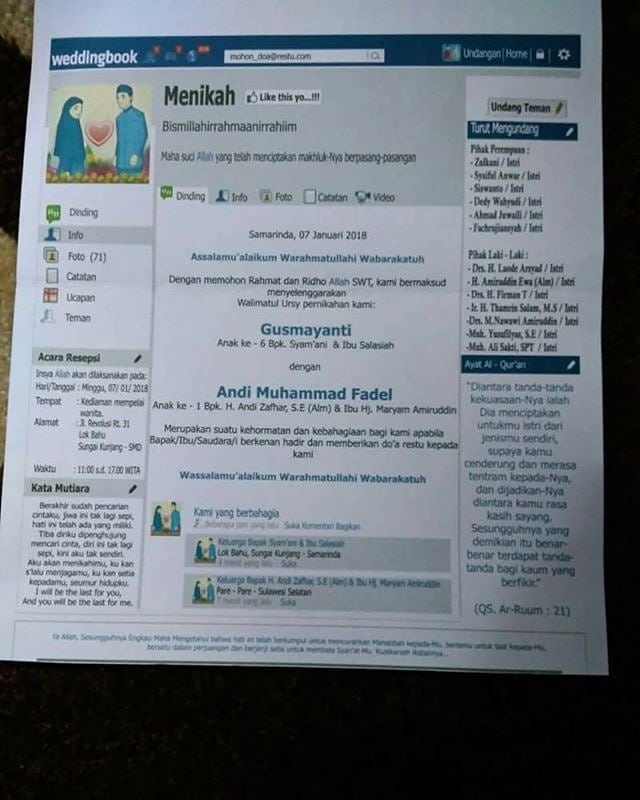 weddingbook
mohon_doa@restu.com
Undangan | Home
Menikah
Like this yo...!!!
Bismillahirrahmaanirrahiim
Maha suci Allah yang telah menciptakan makhluk-Nya berpasang-pasangan
Dinding
Info
Foto
Catatan
Video
Dinding
Info
Foto (71)
Catatan
Ucapan
Teman
Acara Resepsi
Insya Allah akan dilaksanakan pada:
Hari/Tanggal : Minggu, 07/ 01/ 2018
Tempat : Kediaman mempelai
wanita.
Alamat : Jl. Revolusi Rt. 31
Lok Bahu
Sungai Kunjang - SMD
Waktu : 11:00 s.d. 17.00 WITA
Kata Mutiara
Berakhir sudah pencarian
cintaku, jiwa ini tak lagi sepi,
hati ini telah ada yang miliki.
Tiba diriku dipenghujung
mencari cinta, diri ini tak lagi
sepi, kini aku tak sendiri.
Aku akan menikahimu, ku kan
s'lalu menjagamu, ku kan setia
kepadamu, seumur hidupku.
I will be the last for you,
And you will be the last for me.
Samarinda, 07 Januari 2018
Assalamu'alaikum Warahmatullahi Wabarakatuh
Dengan memohon Rahmat dan Ridho Allah SWT, kami bermaksud
menyelenggarakan
Walimatul Ursy pernikahan kami:
Gusmayanti
Anak ke - 6 Bpk. Syam'ani & Ibu Salasiah
dengan
Andi Muhammad Fadel
Anak ke - 1 Bpk. H. Andi Zafhar, S.E (Alm) & Ibu Hj. Maryam Amiruddin
Merupakan suatu kehormatan dan kebahagiaan bagi kami apabila
Bapak/Ibu/Saudara/i berkenan hadir dan memberikan do'a restu kepada
kami
Wassalamu'alaikum Warahmatullahi Wabarakatuh
Kami yang berbahagia
Beberapa jam yang lalu Suka Komentari Bagikan
Keluarga Bapak Syam'ani & Ibu Salasiah
Lok Bahu, Sungai Kunjang - Samarinda
menit yang lalu Suka
Keluarga Bapak H. Andi Zafhar, S.E (Alm) & Ibu Hj. Maryam Amiruddin
Pare - Pare - Sulawesi Selatan
menit yang lalu Suka
Undang Teman
Turut Mengundang
Pihak Perempuan :
- Zulkani / Istri
- Syaiful Anwar / Istri
- Siswanto / Istri
- Dedy Wahyudi / Istri
- Ahmad Juwaili / Istri
- Fachrujiansyah / Istri
Pihak Laki - Laki :
- Drs. H. Lande Arsyad / Istri
- H. Amiruddin Ewa (Alm) / Istri
- Drs. H. Firman T / Istri
- Ir. H. Thamrin Salam, M.S / Istri
-Drs. M.Nawawi Amiruddin / Istri
-Muh. Yusufilyas, S.E / Istri
-Muh. Ali Sakti, SPT / Istri
Ayat Al - Qur'an
"Diantara tanda-tanda
kekuasaan-Nya ialah
Dia menciptakan
untukmu istri dari
jenismu sendiri,
supaya kamu
cenderung dan merasa
tentram kepada-Nya,
dan dijadikan-Nya
diantara kamu rasa
kasih sayang.
Sesungguhnya yang
demikian itu benar-
benar terdapat tanda-
tanda bagi kaum yang
berfikir."
(QS. Ar-Ruum : 21)
Ya Allah, Sesungguhnya Engkau Maha Mengetahui bahwa hati ini telah berkumpul untuk mencurahkan Mahabbah kepada-Mu, bertemu untuk taat kepada-Mu,
bersatu dalam perjuangan dan berjanji setia untuk membela Syari'at-Mu. Kuatkanlah ikatannya...